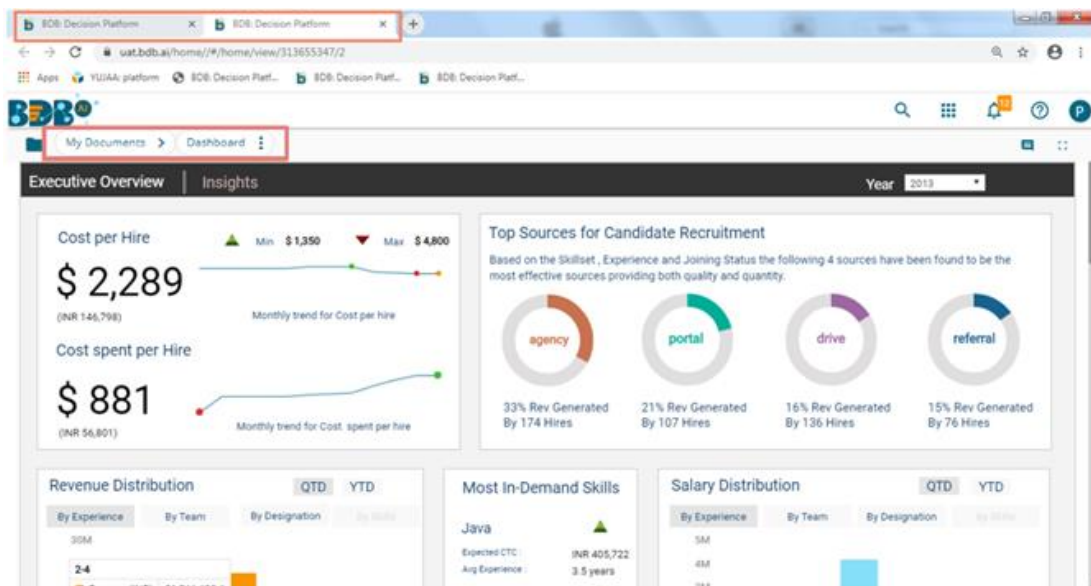 BDB: Decision Platform
BDB: Decision Platform
uat.bdb.ai/home//#/home/view/313655347/2
Apps
YUJAA: platform
BDB: Decision Platf...
BDB: Decision Platf...
BDB: Decision Platf...
BDB
12
P
My Documents > Dashboard
Executive Overview | Insights
Year 2013
Cost per Hire
Min $ 1,350
Max $ 4,800
$ 2,289
(INR 146,798)
Monthly trend for Cost per hire
Cost spent per Hire
$ 881
(INR 56,801)
Monthly trend for Cost spent per hire
Top Sources for Candidate Recruitment
Based on the Skillset , Experience and Joining Status the following 4 sources have been found to be the
most effective sources providing both quality and quantity.
agency
portal
drive
referral
33% Rev Generated
By 174 Hires
21% Rev Generated
By 107 Hires
16% Rev Generated
By 136 Hires
15% Rev Generated
By 76 Hires
Revenue Distribution
QTD YTD
By Experience By Team By Designation
30M
2-4
Most In-Demand Skills
Java
Expected CTC : INR 405,722
Avg Experience : 3.5 years
Salary Distribution
QTD YTD
By Experience By Team By Designation
5M
4M